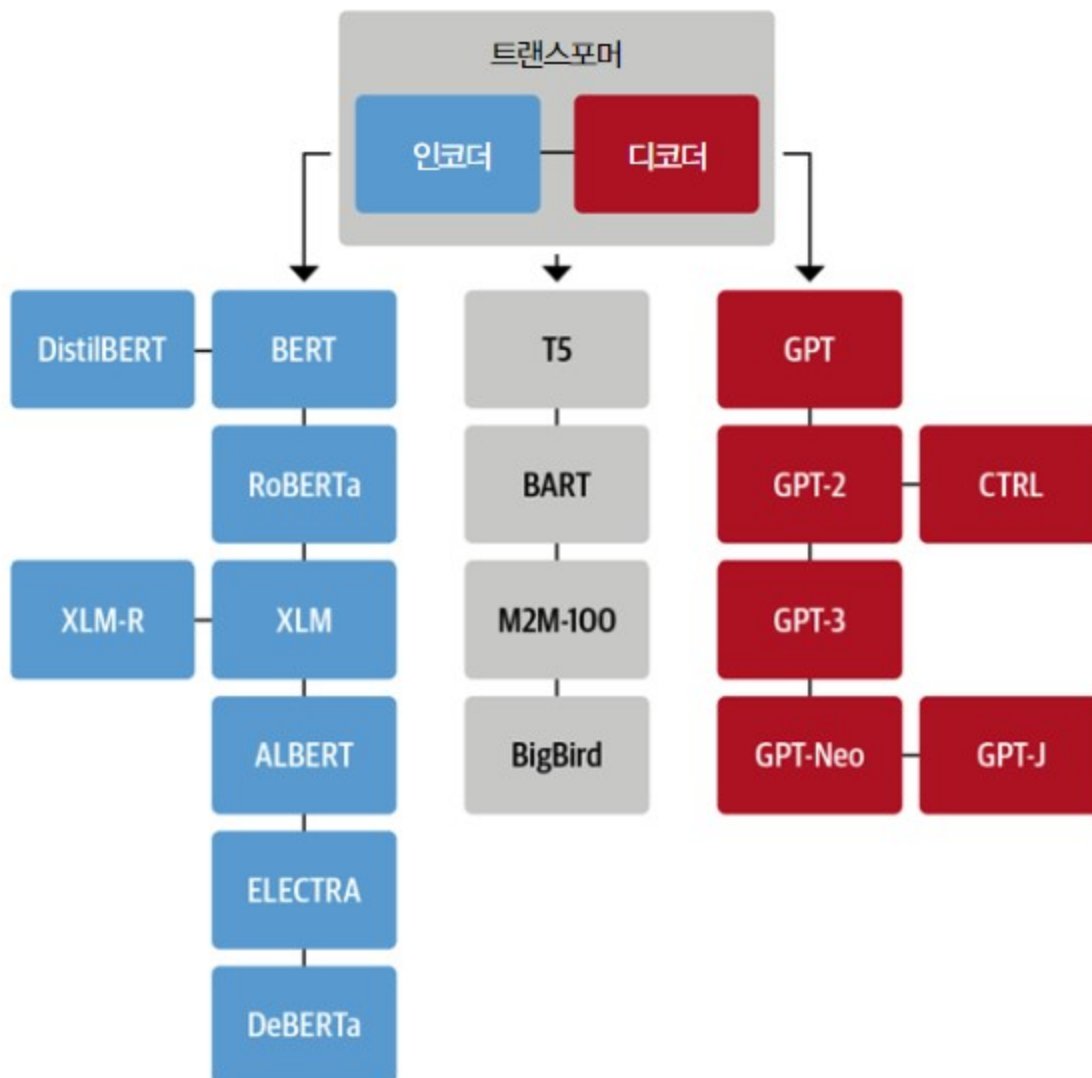 트랜스포머
인코더
디코더
DistilBERT
BERT
T5
GPT
RoBERTa
BART
GPT-2
CTRL
XLM-R
XLM
M2M-100
GPT-3
ALBERT
BigBird
GPT-Neo
GPT-J
ELECTRA
DeBERTa